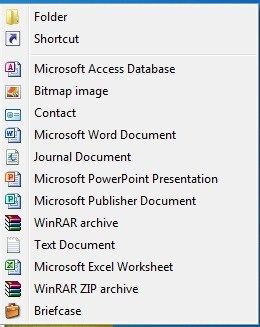 Folder
Shortcut
Microsoft Access Database
Bitmap image
Contact
Microsoft Word Document
Journal Document
Microsoft PowerPoint Presentation
Microsoft Publisher Document
WinRAR archive
Text Document
Microsoft Excel Worksheet
WinRAR ZIP archive
Briefcase